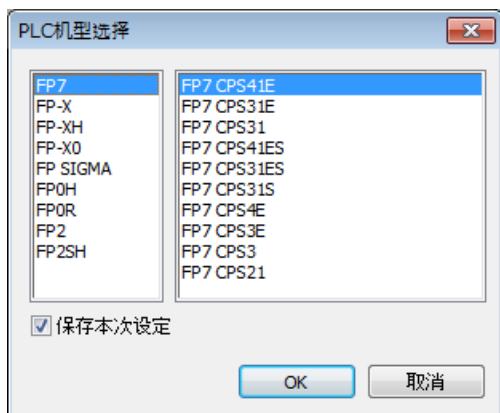 PLC机型选择
FP7
FP-X
FP-XH
FP-X0
FP SIGMA
FP0H
FP0R
FP2
FP2SH
FP7 CPS41E
FP7 CPS31E
FP7 CPS31
FP7 CPS41ES
FP7 CPS31ES
FP7 CPS31S
FP7 CPS4E
FP7 CPS3E
FP7 CPS3
FP7 CPS21
保存本次设定
OK
取消